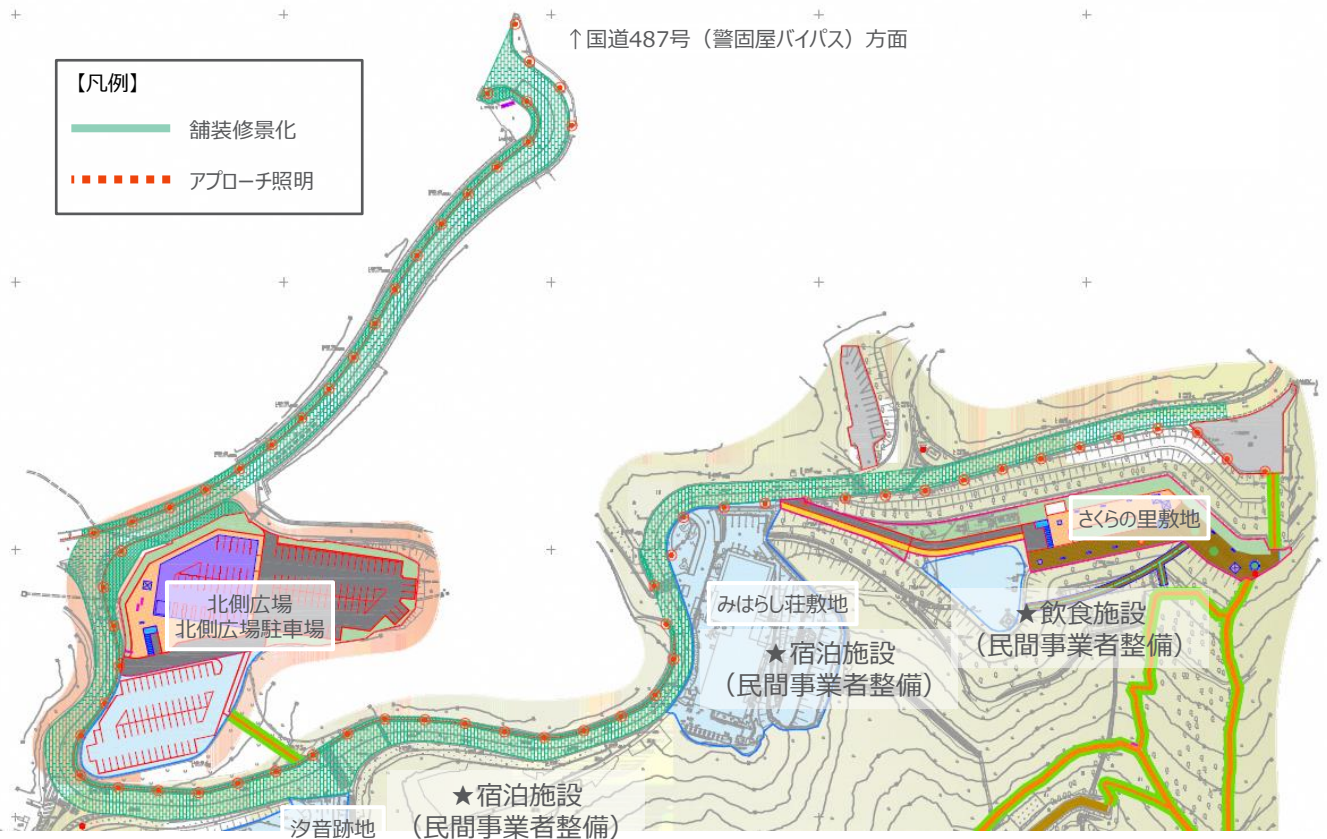 ↑国道487号（警固屋バイパス）方面
【凡例】
舗装修景化
アプローチ照明
さくらの里敷地
北側広場
北側広場駐車場
みはらし荘敷地
★飲食施設
（民間事業者整備）
★宿泊施設
（民間事業者整備）
★宿泊施設
（民間事業者整備）
汐音跡地